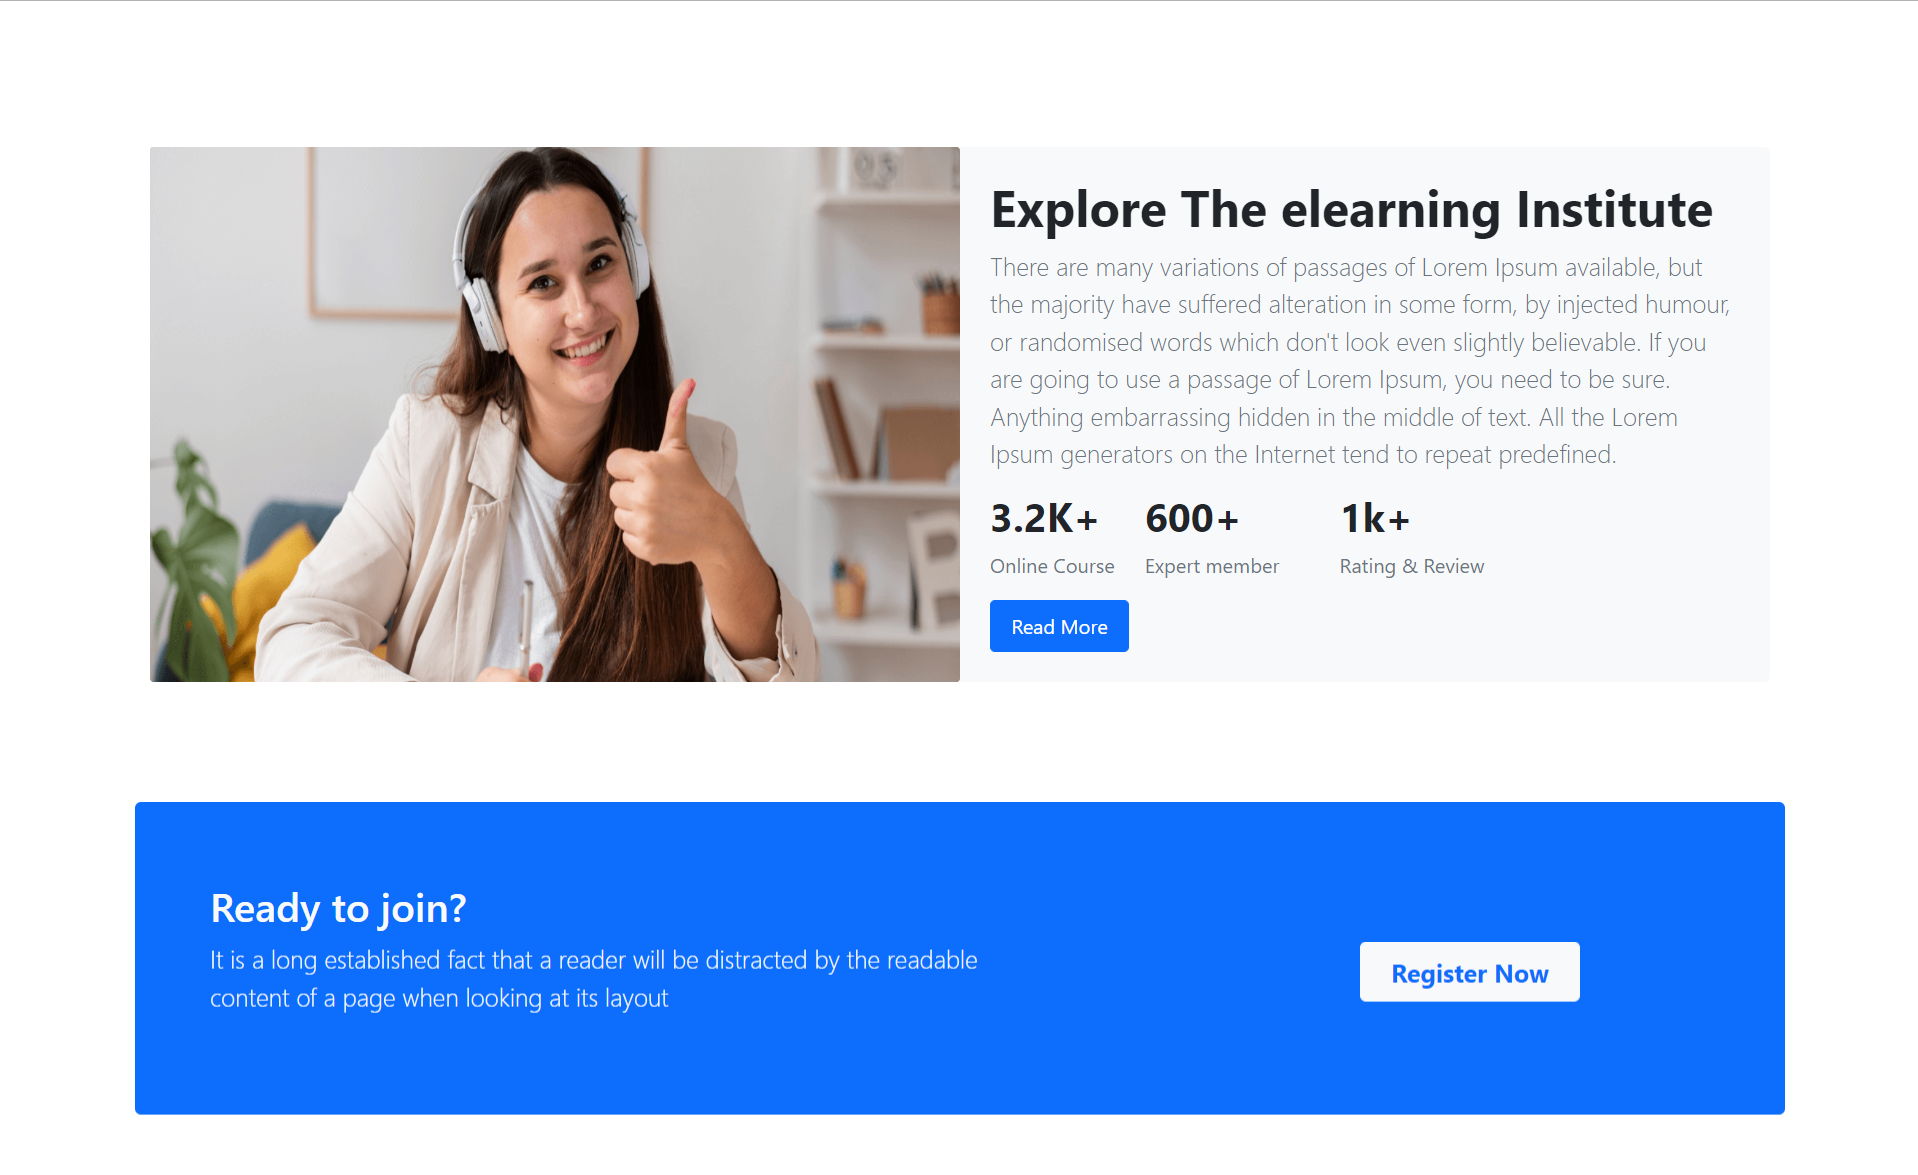 Explore The elearning Institute
There are many variations of passages of Lorem Ipsum available, but
the majority have suffered alteration in some form, by injected humour,
or randomised words which don't look even slightly believable. If you
are going to use a passage of Lorem Ipsum, you need to be sure.
Anything embarrassing hidden in the middle of text. All the Lorem
Ipsum generators on the Internet tend to repeat predefined.
3.2K+ 600+ 1k+
Online Course Expert member Rating & Review
Read More
Ready to join?
It is a long established fact that a reader will be distracted by the readable
content of a page when looking at its layout
Register Now